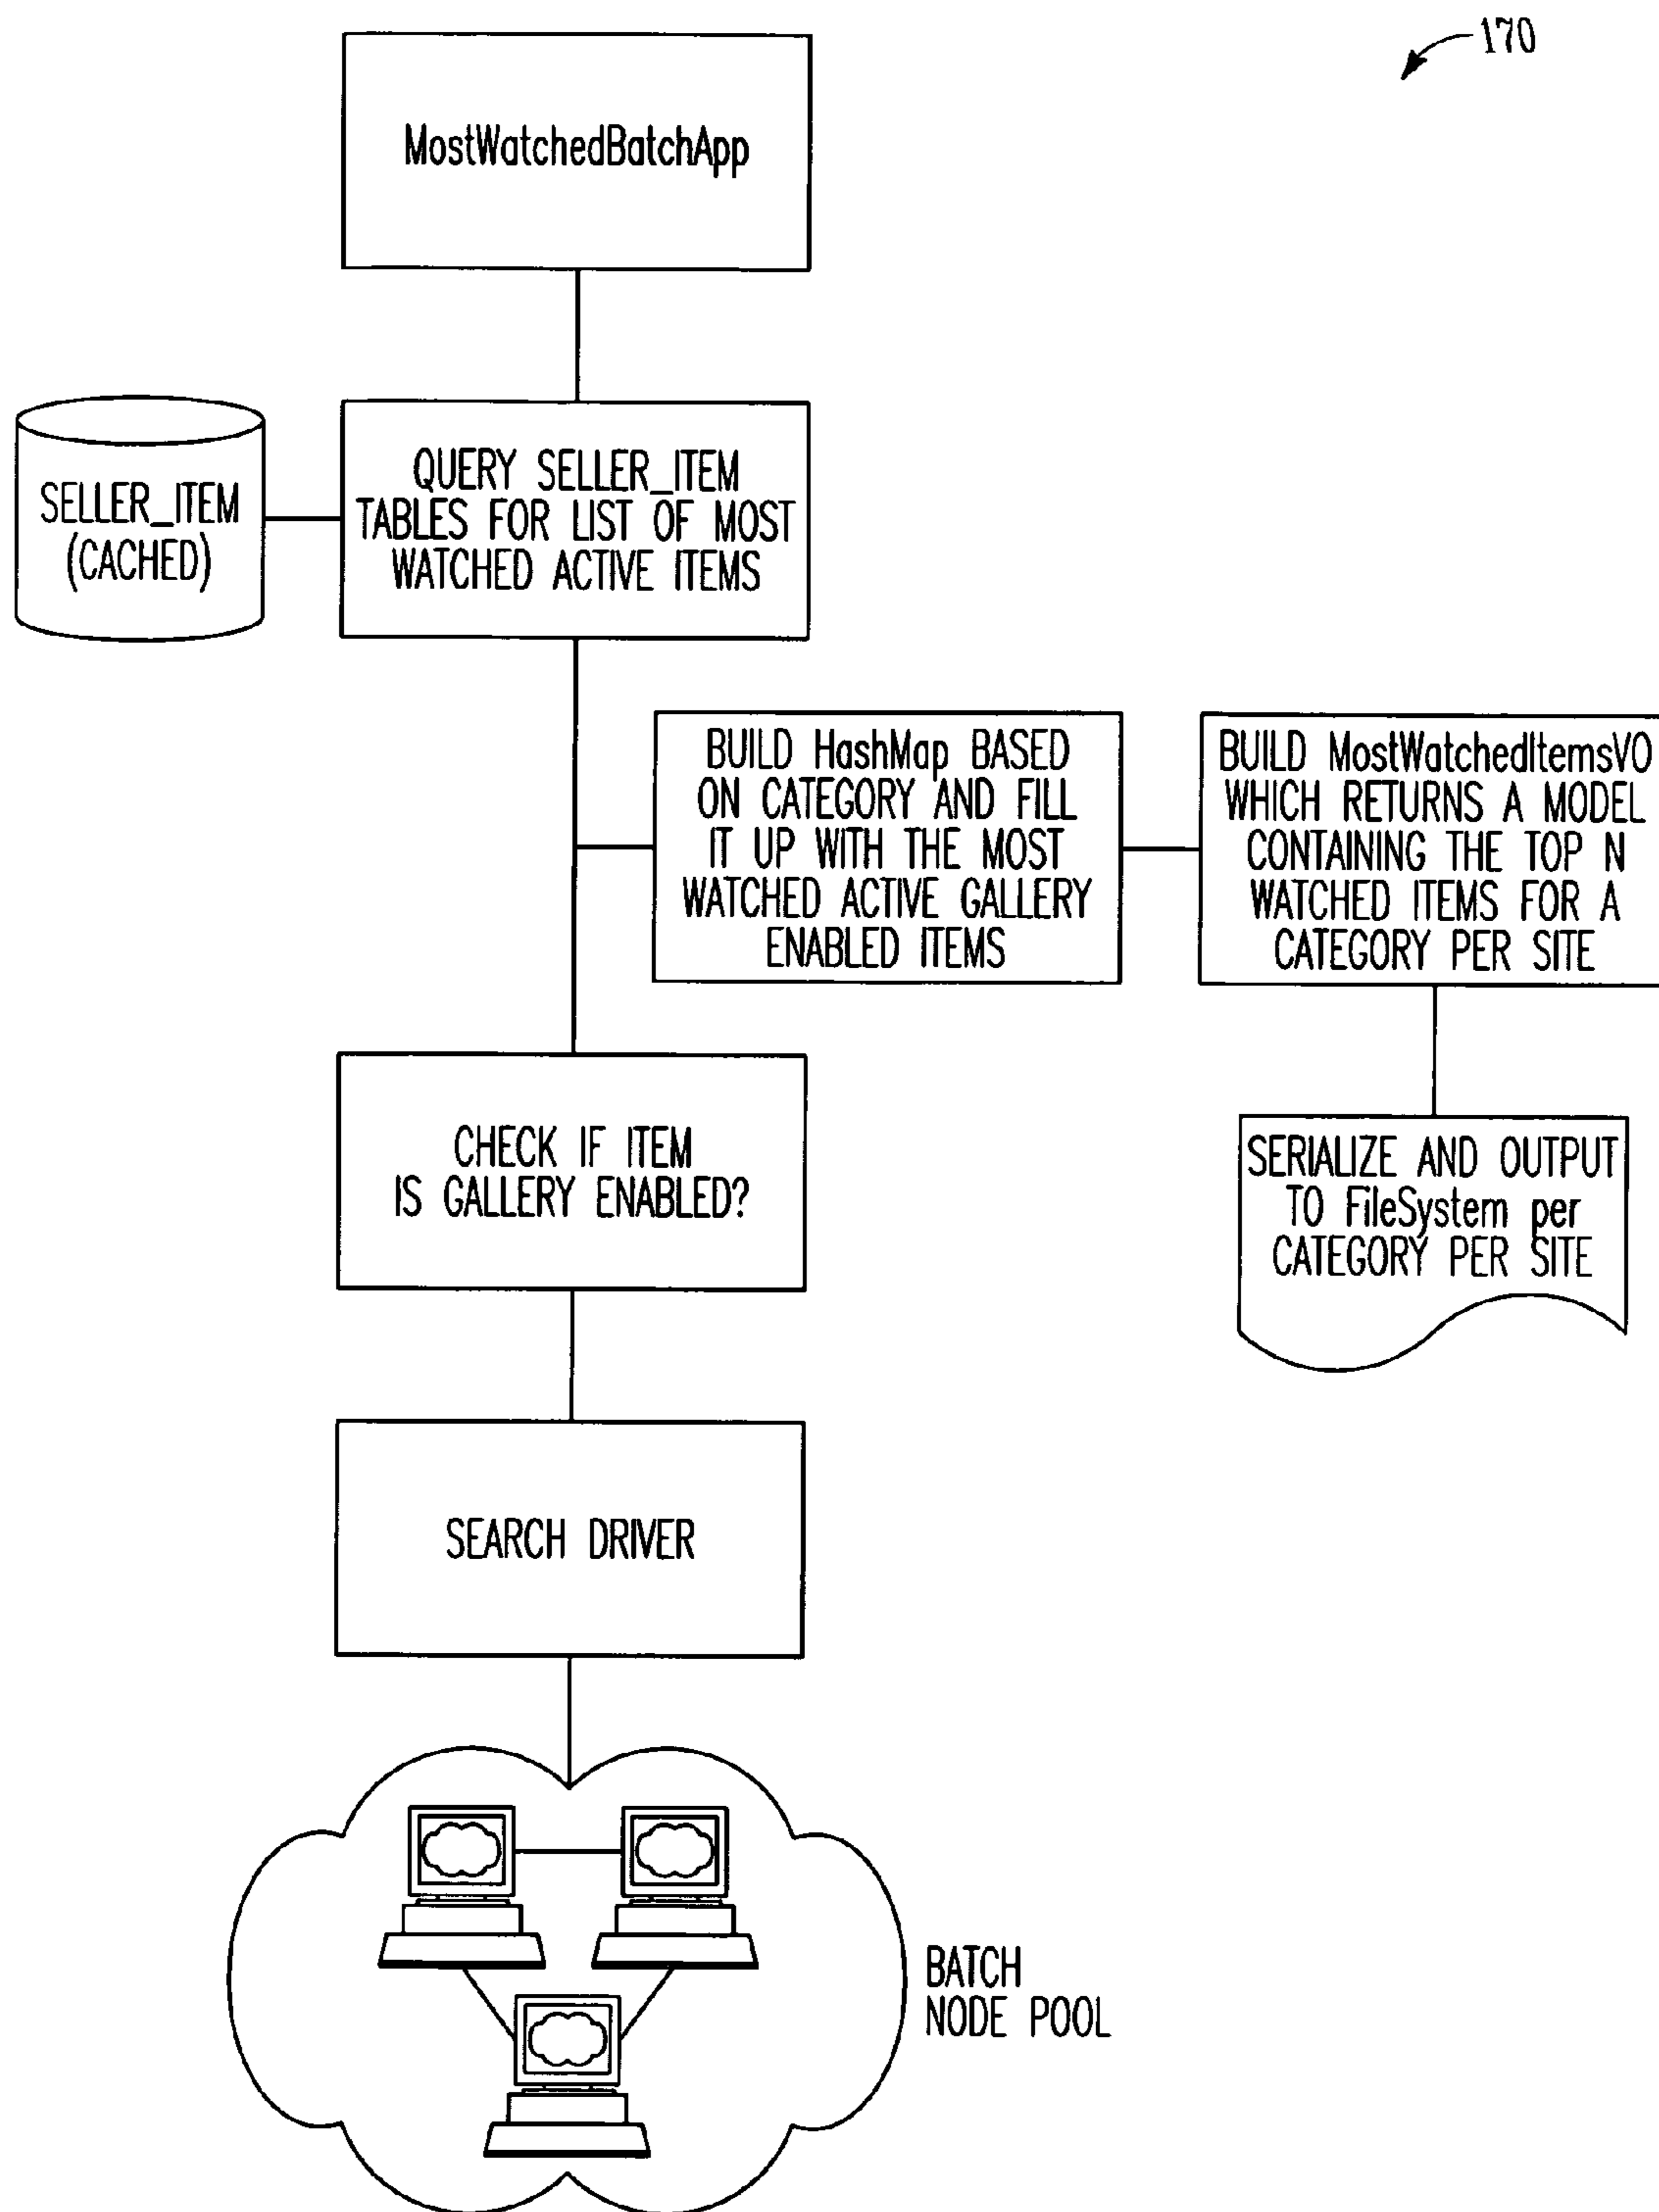 170
MostWatchedBatchApp
SELLER_ITEM
(CACHED)
QUERY SELLER_ITEM
TABLES FOR LIST OF MOST
WATCHED ACTIVE ITEMS
BUILD HashMap BASED
ON CATEGORY AND FILL
IT UP WITH THE MOST
WATCHED ACTIVE GALLERY
ENABLED ITEMS
BUILD MostWatchedItemsVO
WHICH RETURNS A MODEL
CONTAINING THE TOP N
WATCHED ITEMS FOR A
CATEGORY PER SITE
CHECK IF ITEM
IS GALLERY ENABLED?
SERIALIZE AND OUTPUT
TO FileSystem per
CATEGORY PER SITE
SEARCH DRIVER
BATCH
NODE POOL